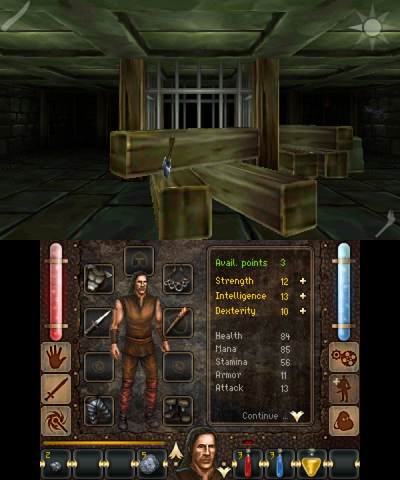 Avail. points 3
Strength 12 +
Intelligence 13 +
Dexterity 10 +
Health 84
Mana 85
Stamina 56
Armor 11
Attack 13
Continue ...
2
5
3
3